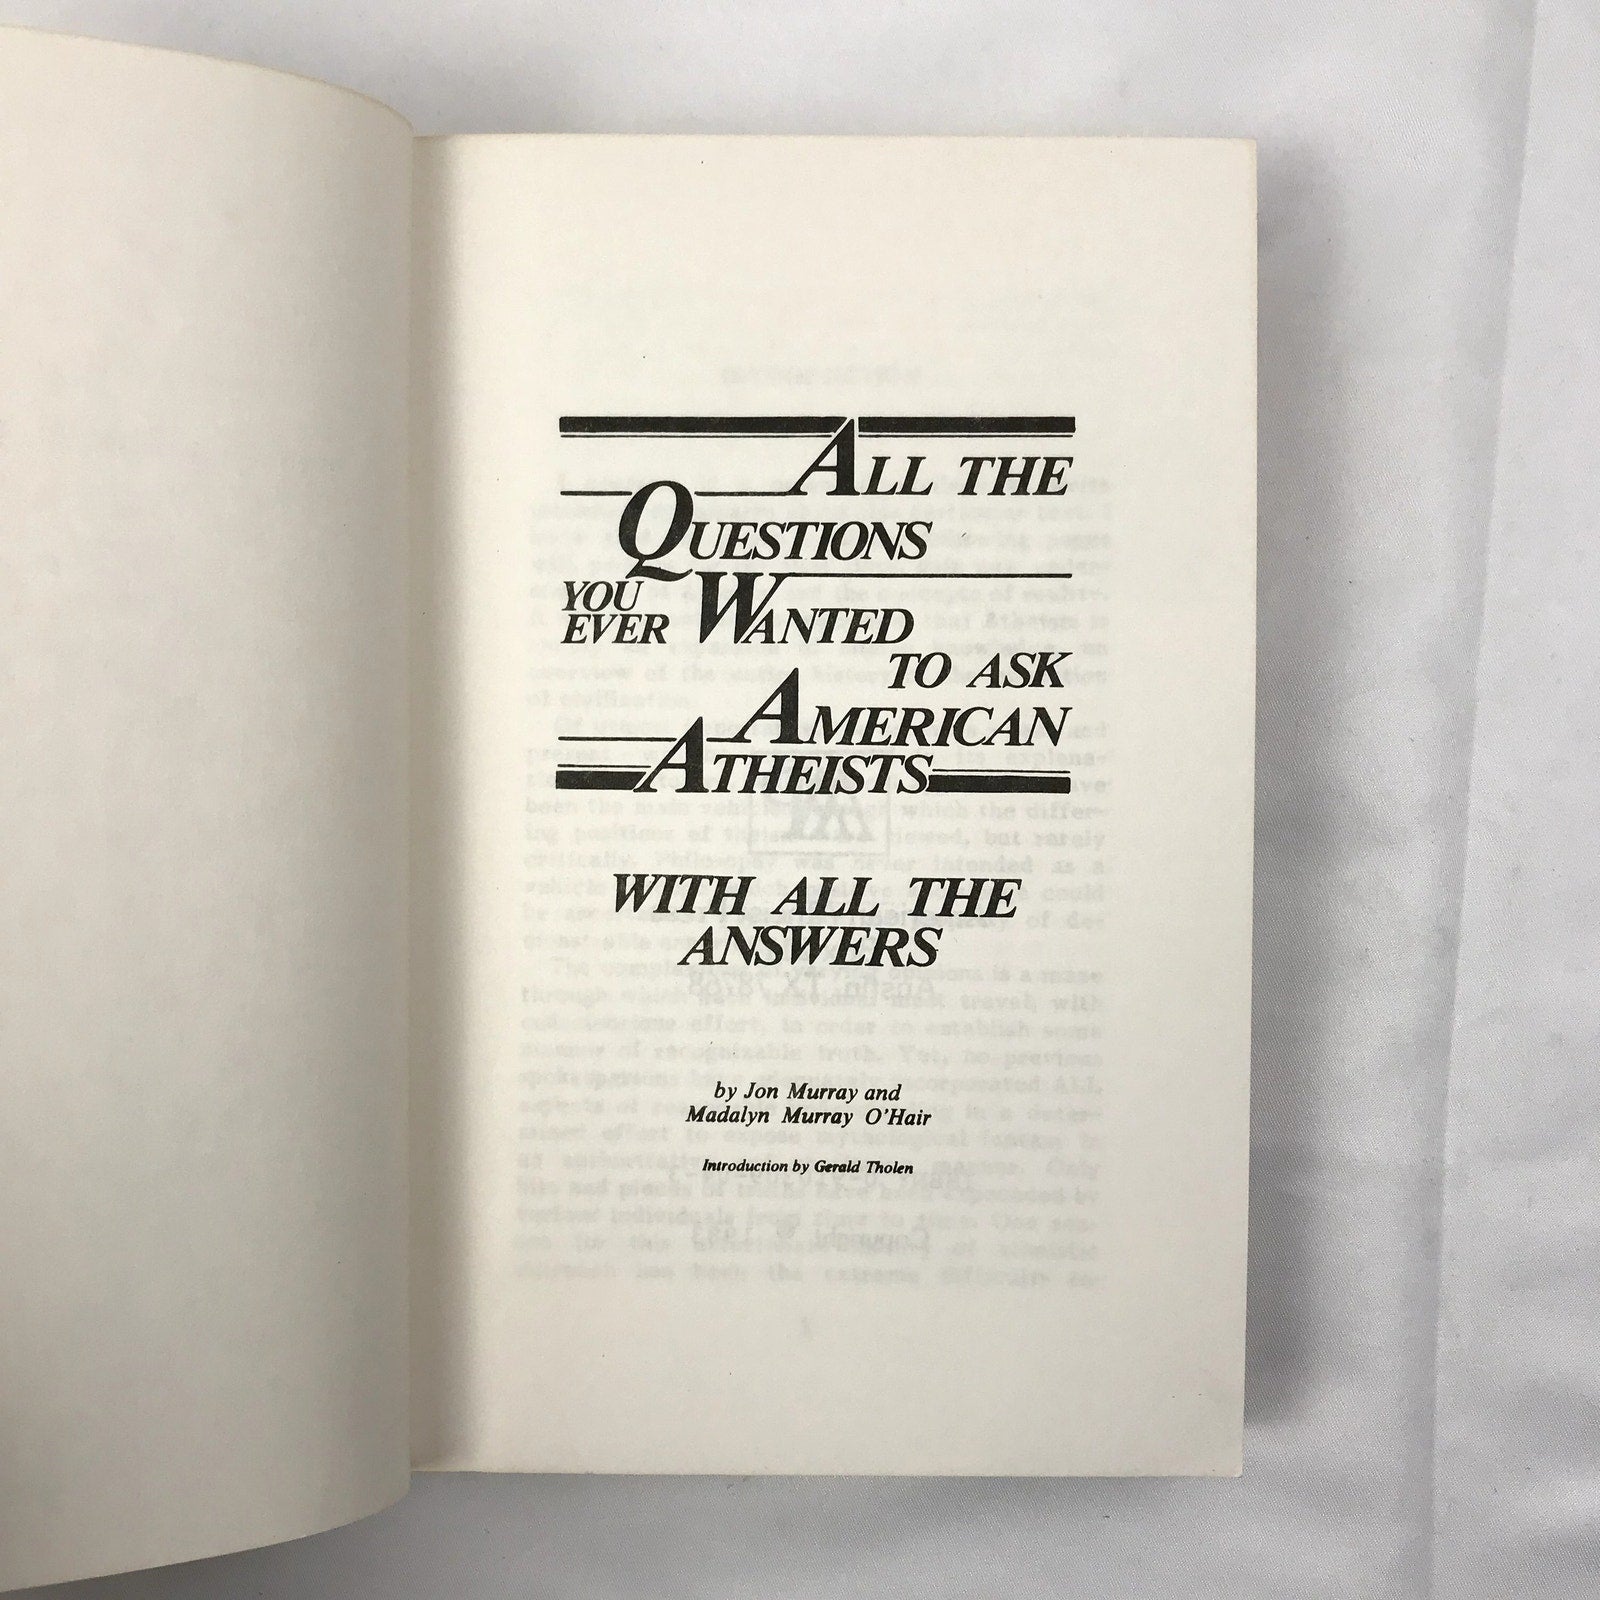 ALL THE
QUESTIONS
YOU
EVER WANTED
TO ASK
AMERICAN
ATHEISTS
WITH ALL THE
ANSWERS
by Jon Murray and
Madalyn Murray O'Hair
Introduction by Gerald Tholen